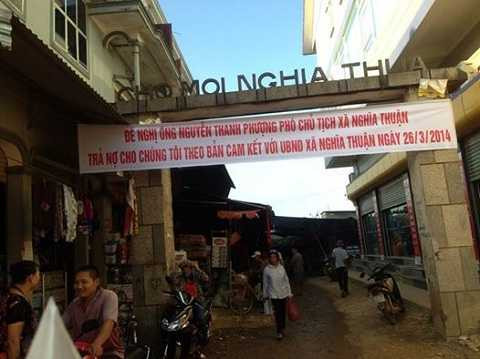 CHỢ MỚI NGHĨA THUẬ
ĐỀ NGHỊ ÔNG NGUYỄN THANH PHƯỢNG PHÓ CHỦ TỊCH XÃ NGHĨA THUẬN
TRẢ NỢ CHO CHÚNG TÔI THEO BẢN CAM KẾT VỚI UBND XÃ NGHĨA THUẬN NGÀY 26/3/2014